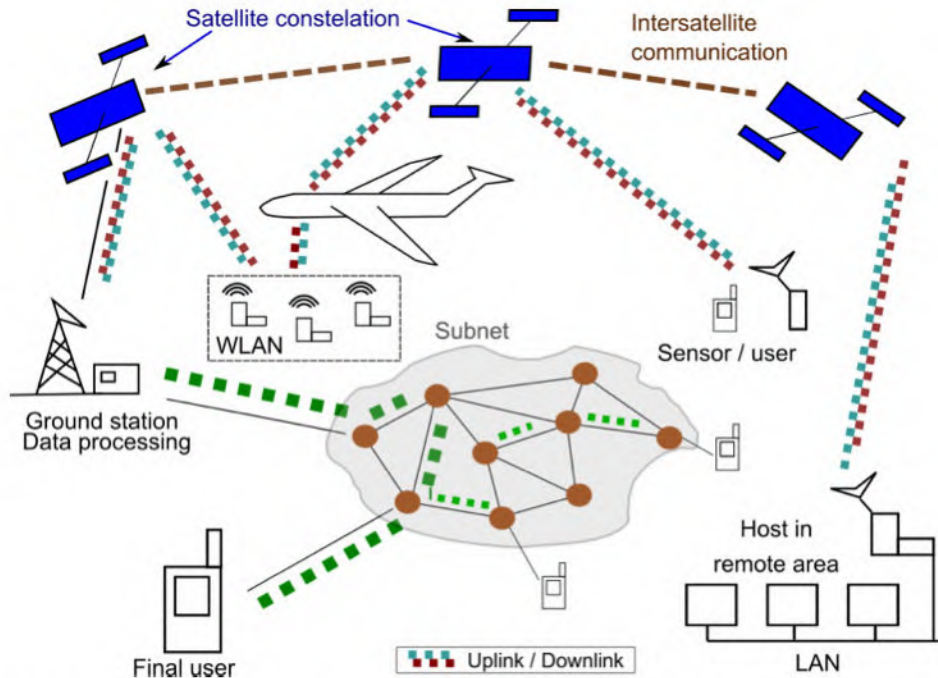 Satellite constelation
Intersatellite
communication
WLAN
Subnet
Sensor / user
Ground station
Data processing
Host in
remote area
Final user
Uplink / Downlink
LAN